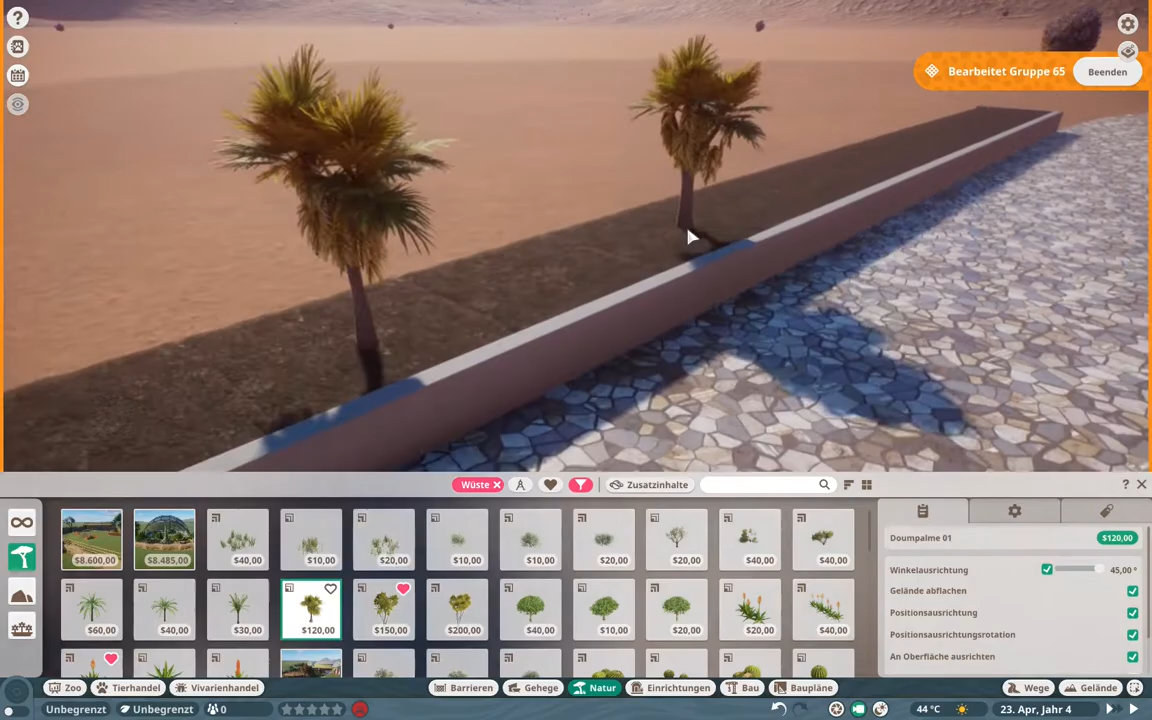 Bearbeitet Gruppe 65
Beenden
Wüste
Zusatzinhalte
$8.600,00
$8.485,00
$40,00
$10,00
$20,00
$10,00
$10,00
$20,00
$20,00
$40,00
$40,00
Doumpalme 01
$120,00
Winkelausrichtung
45,00 °
Gelände abflachen
$60,00
$40,00
$30,00
$120,00
$150,00
$200,00
$40,00
$10,00
$20,00
$20,00
$40,00
Positionsausrichtung
Positionsausrichtungsrotation
An Oberfläche ausrichten
Zoo
Tierhandel
Vivarienhandel
Barrieren
Gehege
Natur
Einrichtungen
Bau
Baupläne
Wege
Gelände
Unbegrenzt
Unbegrenzt
0
44 °C
23. Apr, Jahr 4